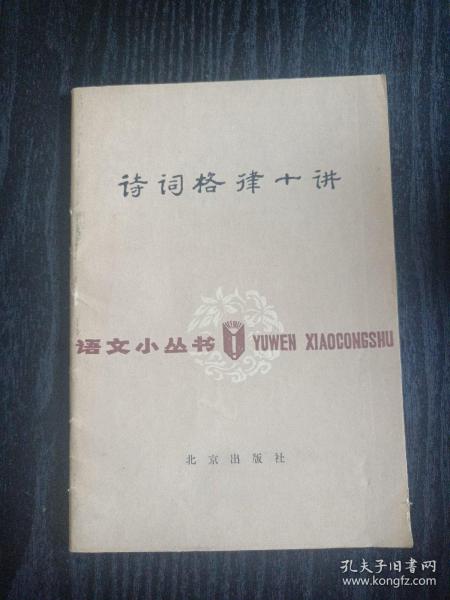 诗词格律十讲
语文小丛书 YUWEN XIAOCONGSHU
北京出版社
孔夫子旧书网
www.kongfz.com